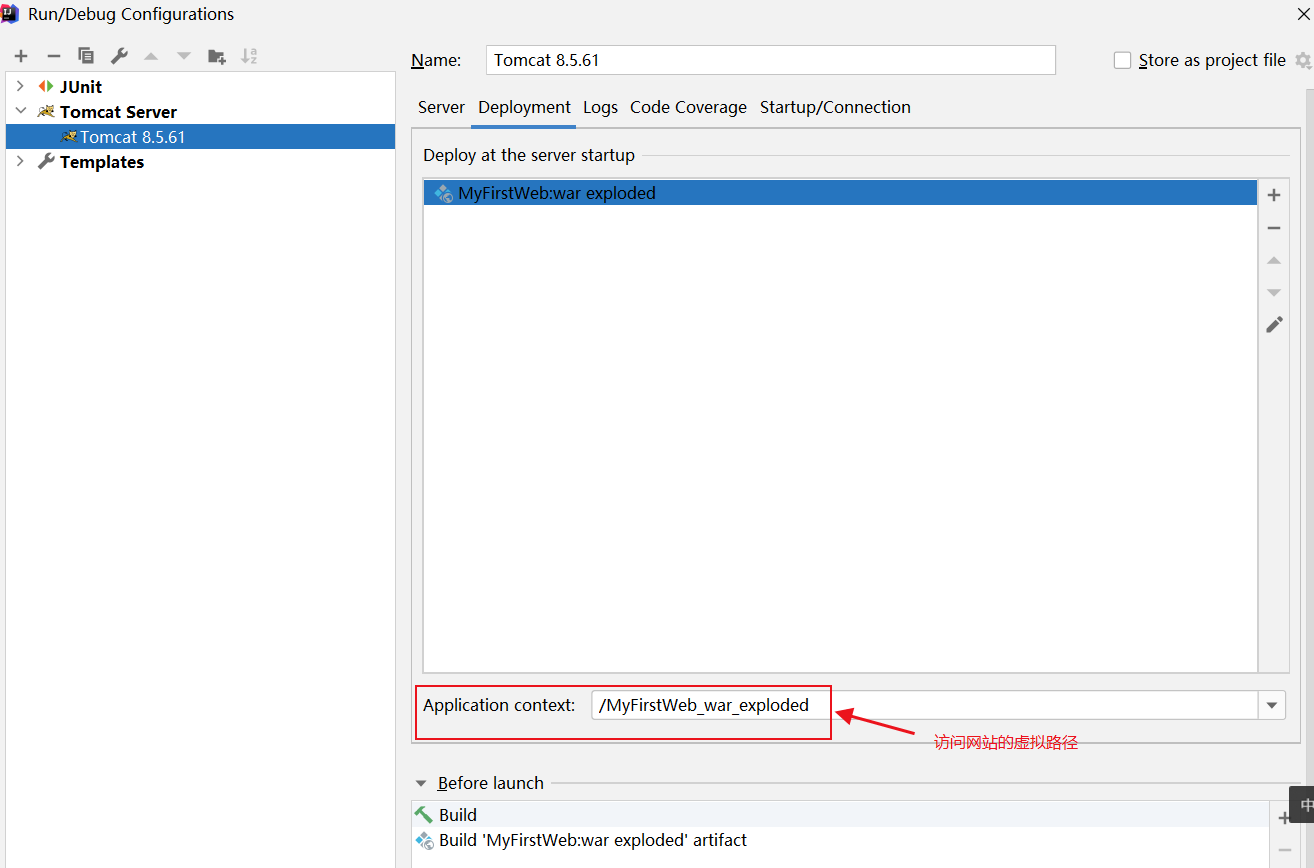 Run/Debug Configurations
Name: Tomcat 8.5.61
Store as project file
JUnit
Tomcat Server
Tomcat 8.5.61
Templates
Server Deployment Logs Code Coverage Startup/Connection
Deploy at the server startup
MyFirstWeb:war exploded
Application context: /MyFirstWeb_war_exploded
访问网站的虚拟路径
Before launch
Build
中
Build 'MyFirstWeb:war exploded' artifact